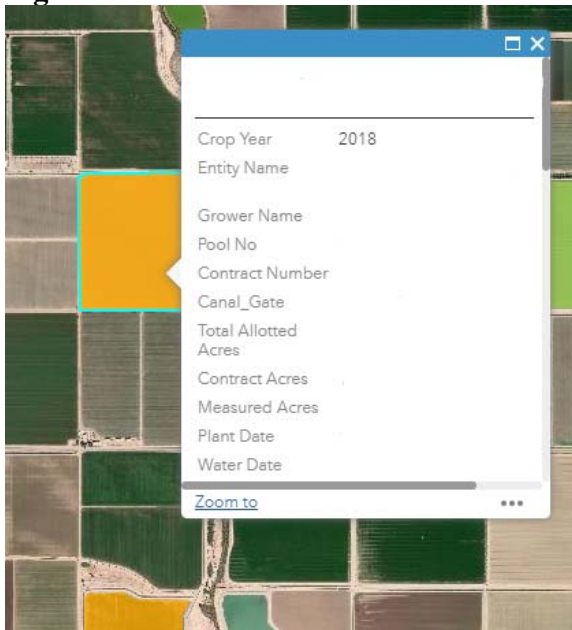 Crop Year 2018
Entity Name
Grower Name
Pool No
Contract Number
Canal_Gate
Total Allotted
Acres
Contract Acres
Measured Acres
Plant Date
Water Date
Zoom to